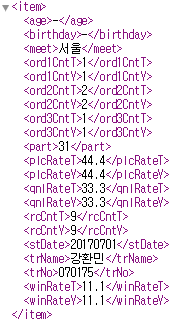 <item>
<age>-</age>
<birthday>-</birthday>
<meet>서울</meet>
<ord1CntT>1</ord1CntT>
<ord1CntY>1</ord1CntY>
<ord2CntT>2</ord2CntT>
<ord2CntY>2</ord2CntY>
<ord3CntT>1</ord3CntT>
<ord3CntY>1</ord3CntY>
<part>31</part>
<plcRateT>44.4</plcRateT>
<plcRateY>44.4</plcRateY>
<qnlRateT>33.3</qnlRateT>
<qnlRateY>33.3</qnlRateY>
<rcCntT>9</rcCntT>
<rcCntY>9</rcCntY>
<stDate>20170701</stDate>
<trName>강환민</trName>
<trNo>070175</trNo>
<winRateT>11.1</winRateT>
<winRateY>11.1</winRateY>
</item>